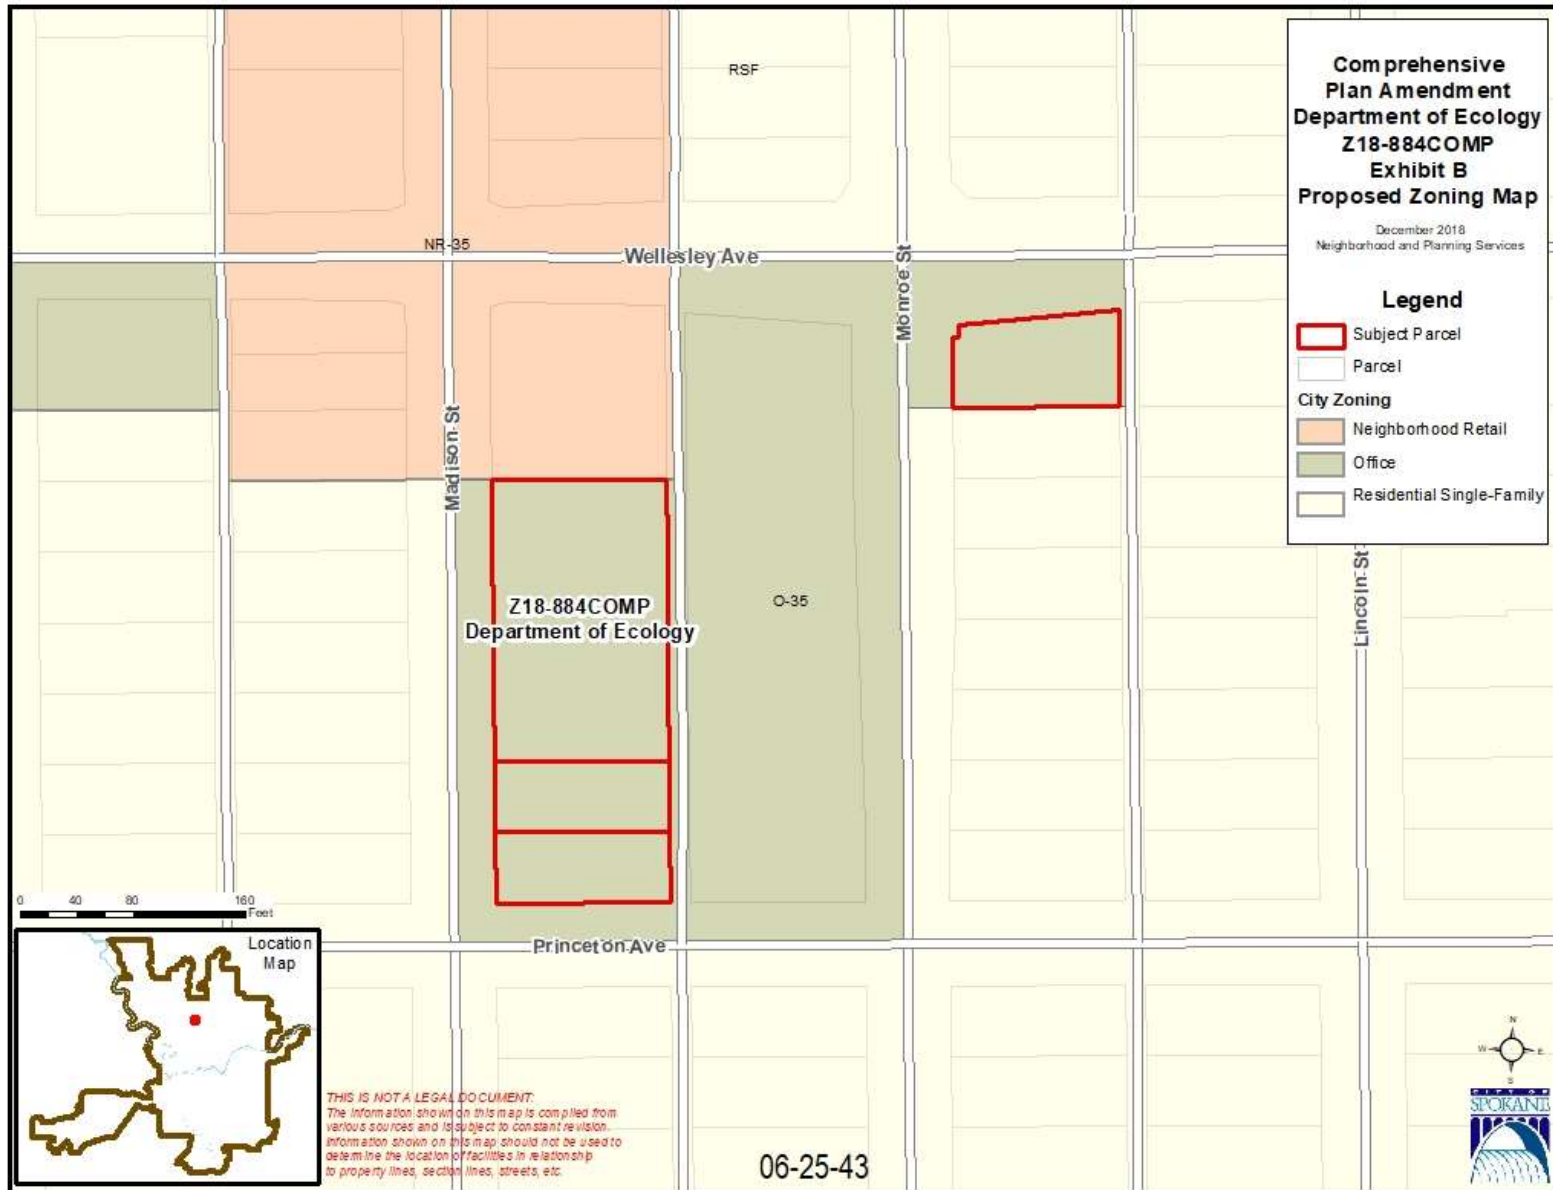 Comprehensive
Plan Amendment
Department of Ecology
Z18-884COMP
Exhibit B
Proposed Zoning Map
December 2018
Neighborhood and Planning Services
Legend
Subject Parcel
Parcel
City Zoning
Neighborhood Retail
Office
Residential Single-Family
RSF
NR-35
Wellesley Ave
Monroe St
Madison St
Z18-884COMP
Department of Ecology
O-35
Lincoln St
Princeton Ave
0 40 80 160
Feet
Location
Map
THIS IS NOT A LEGAL DOCUMENT:
The information shown on this map is compiled from
various sources and is subject to constant revision.
Information shown on this map should not be used to
determine the location of facilities in relationship
to property lines, section lines, streets, etc.
06-25-43
N
W E
S
CITY OF
SPOKANE